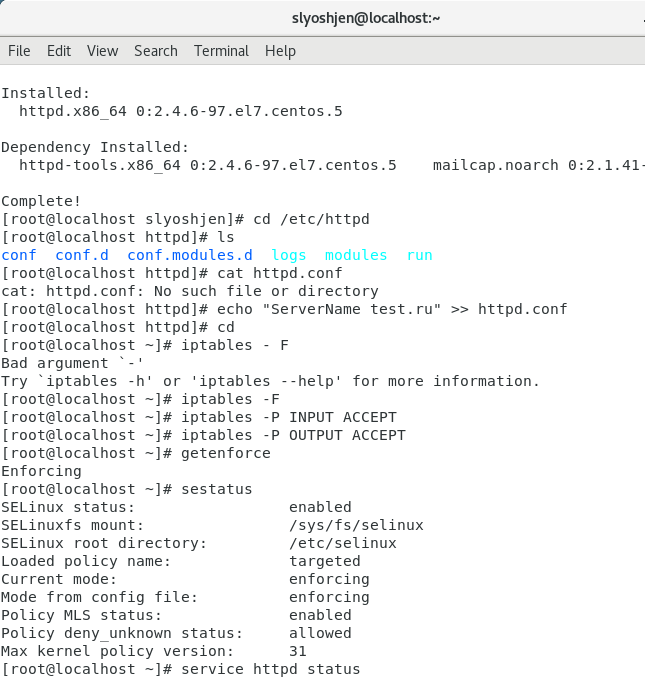 slyoshjen@localhost:~
File Edit View Search Terminal Help
Installed:
  httpd.x86_64 0:2.4.6-97.el7.centos.5
Dependency Installed:
  httpd-tools.x86_64 0:2.4.6-97.el7.centos.5    mailcap.noarch 0:2.1.41-
Complete!
[root@localhost slyoshjen]# cd /etc/httpd
[root@localhost httpd]# ls
conf  conf.d  conf.modules.d  logs  modules  run
[root@localhost httpd]# cat httpd.conf
cat: httpd.conf: No such file or directory
[root@localhost httpd]# echo "ServerName test.ru" >> httpd.conf
[root@localhost httpd]# cd
[root@localhost ~]# iptables - F
Bad argument `-'
Try `iptables -h' or 'iptables --help' for more information.
[root@localhost ~]# iptables -F
[root@localhost ~]# iptables -P INPUT ACCEPT
[root@localhost ~]# iptables -P OUTPUT ACCEPT
[root@localhost ~]# getenforce
Enforcing
[root@localhost ~]# sestatus
SELinux status:                 enabled
SELinuxfs mount:                /sys/fs/selinux
SELinux root directory:         /etc/selinux
Loaded policy name:             targeted
Current mode:                   enforcing
Mode from config file:          enforcing
Policy MLS status:              enabled
Policy deny_unknown status:     allowed
Max kernel policy version:      31
[root@localhost ~]# service httpd status